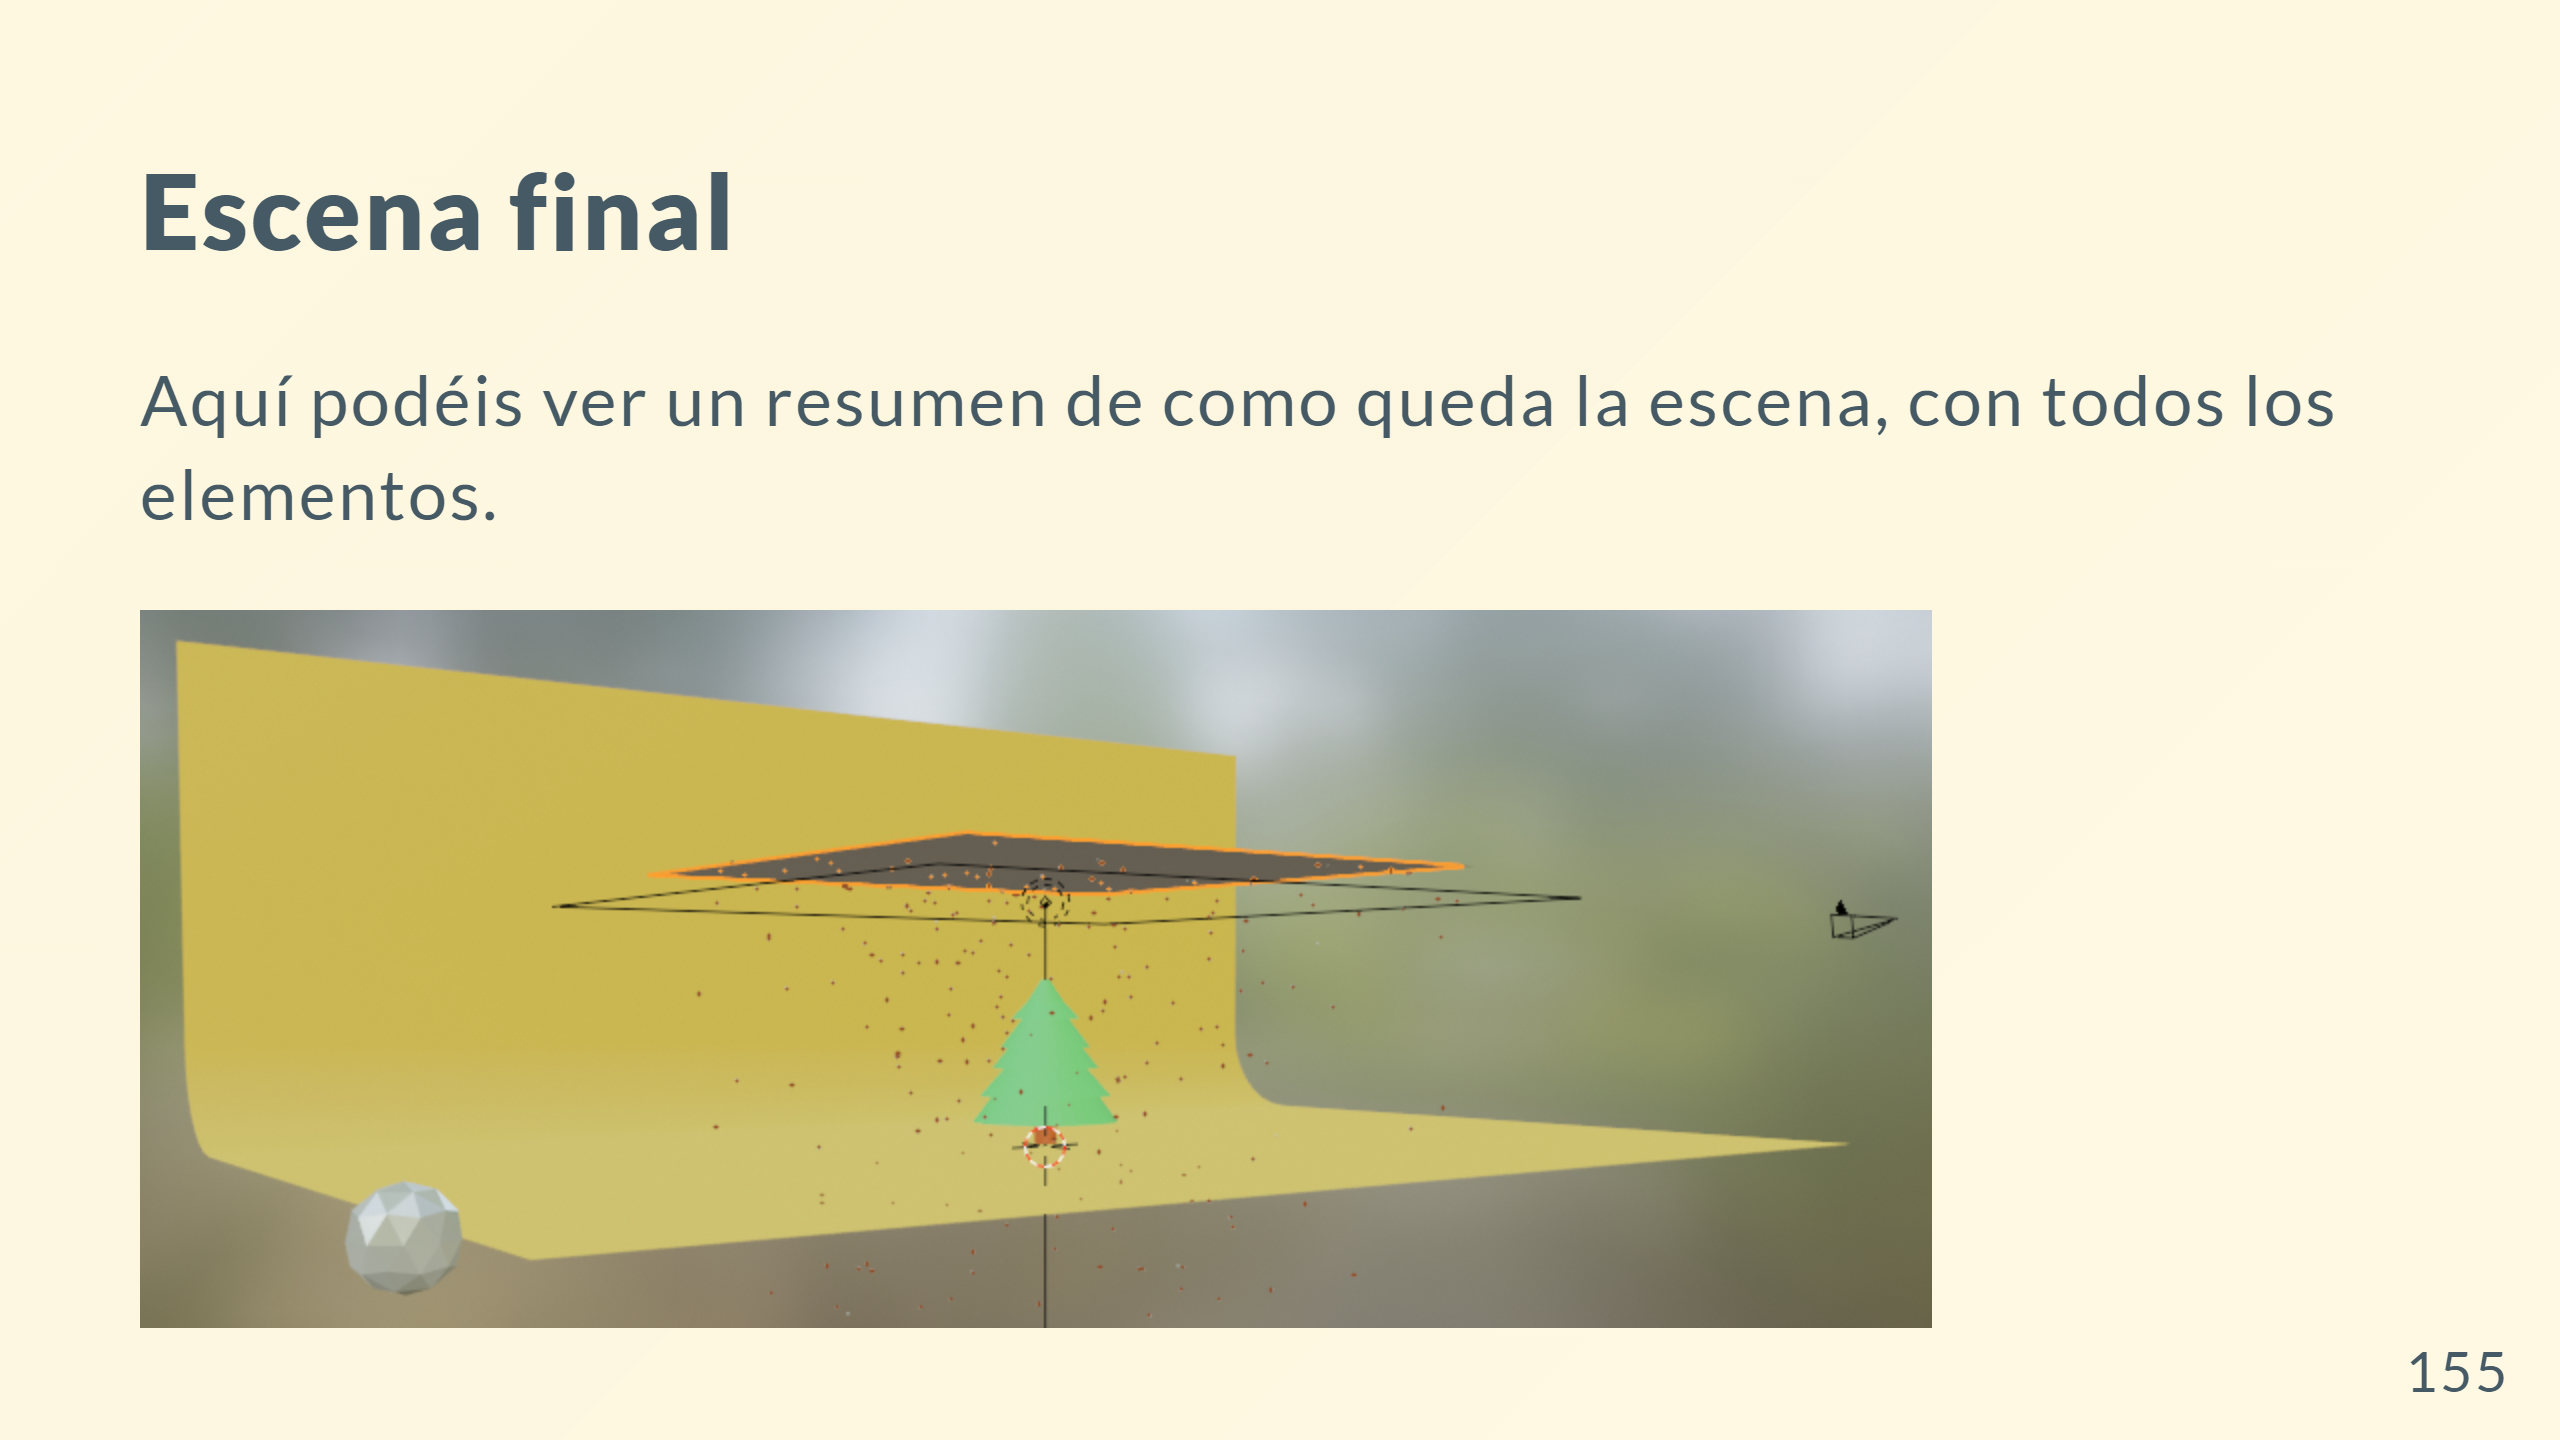 Escena final
Aquí podéis ver un resumen de como queda la escena, con todos los
elementos.
155